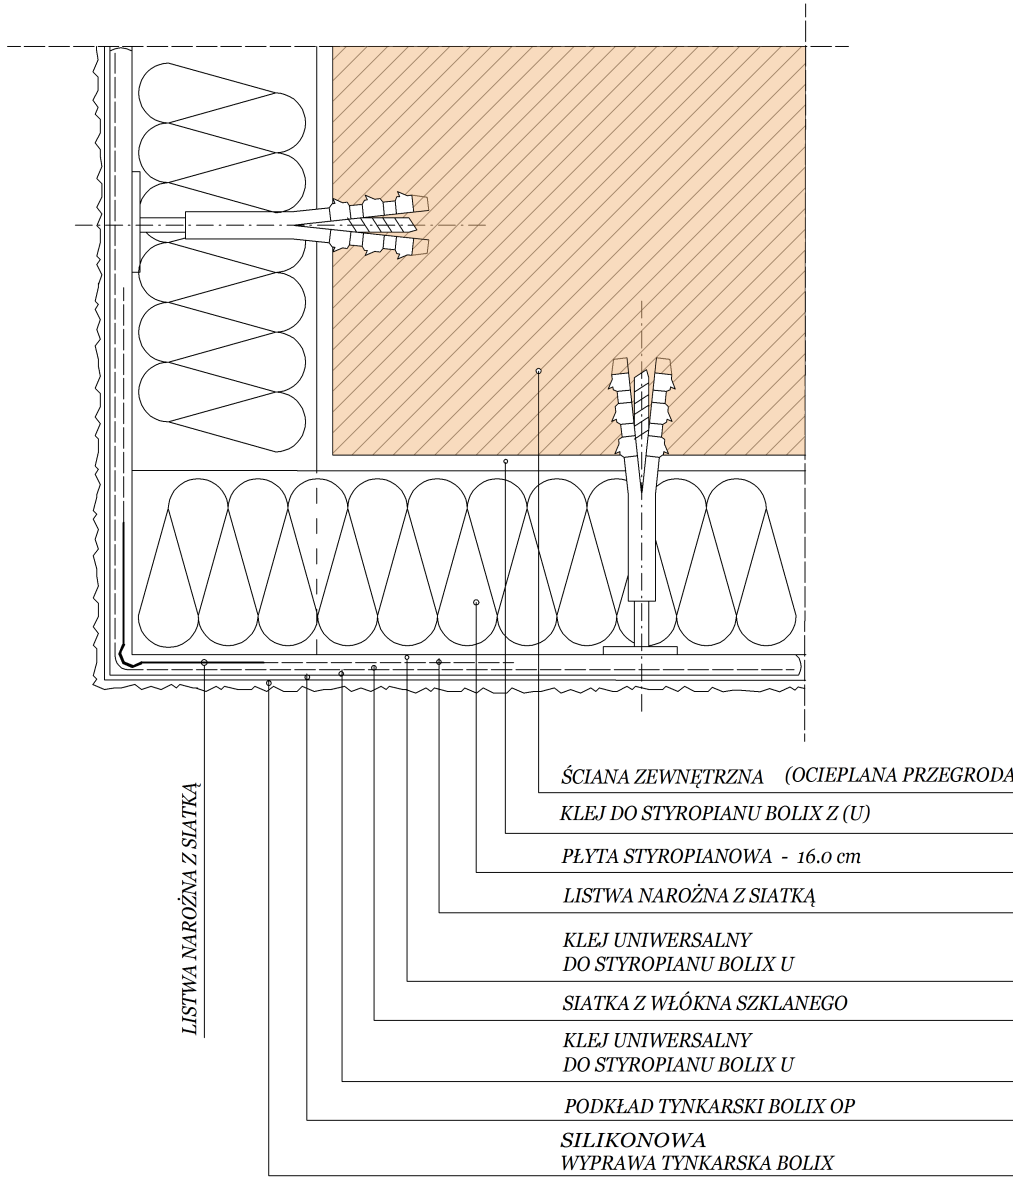 ŚCIANA ZEWNĘTRZNA (OCIEPLANA PRZEGRODA
KLEJ DO STYROPIANU BOLIX Z (U)
PŁYTA STYROPIANOWA - 16.0 cm
LISTWA NAROŻNA Z SIATKĄ
KLEJ UNIWERSALNY
DO STYROPIANU BOLIX U
SIATKA Z WŁÓKNA SZKLANEGO
KLEJ UNIWERSALNY
DO STYROPIANU BOLIX U
PODKŁAD TYNKARSKI BOLIX OP
SILIKONOWA
WYPRAWA TYNKARSKA BOLIX
LISTWA NAROŻNA Z SIATKĄ